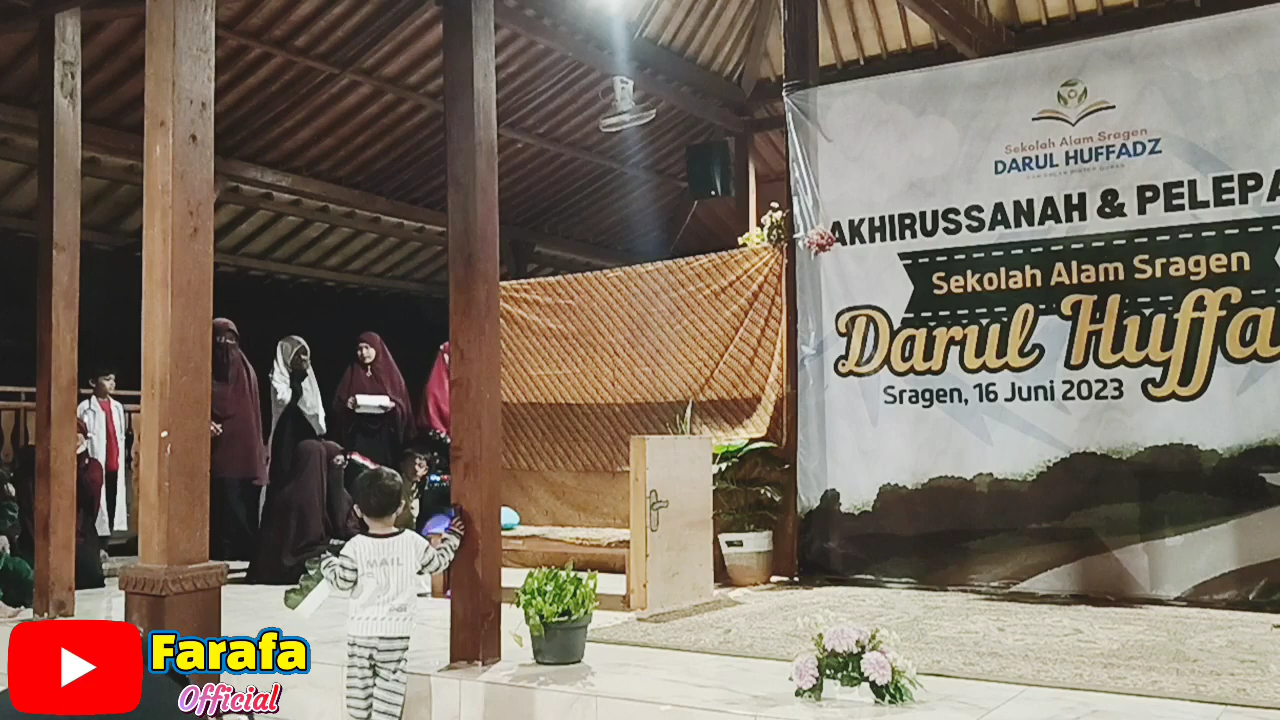 Sekolah Alam Sragen
DARUL HUFFADZ
AKHIRUSSANAH & PELEPA
Sekolah Alam Sragen
Darul Huffa
Sragen, 16 Juni 2023
MAIL
Farafa
Official